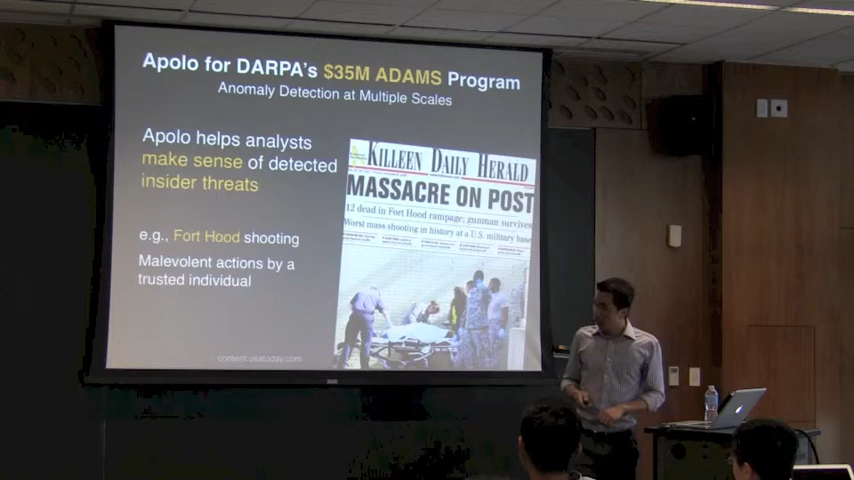 Apolo for DARPA's $35M ADAMS Program
Anomaly Detection at Multiple Scales
Apolo helps analysts
make sense of detected
insider threats
e.g., Fort Hood shooting
Malevolent actions by a
trusted individual
KILLEEN DAILY HERALD
MASSACRE ON POST
12 dead in Fort Hood rampage; gunman survives
Worst mass shooting in history at a U.S. military base
content.usatoday.com